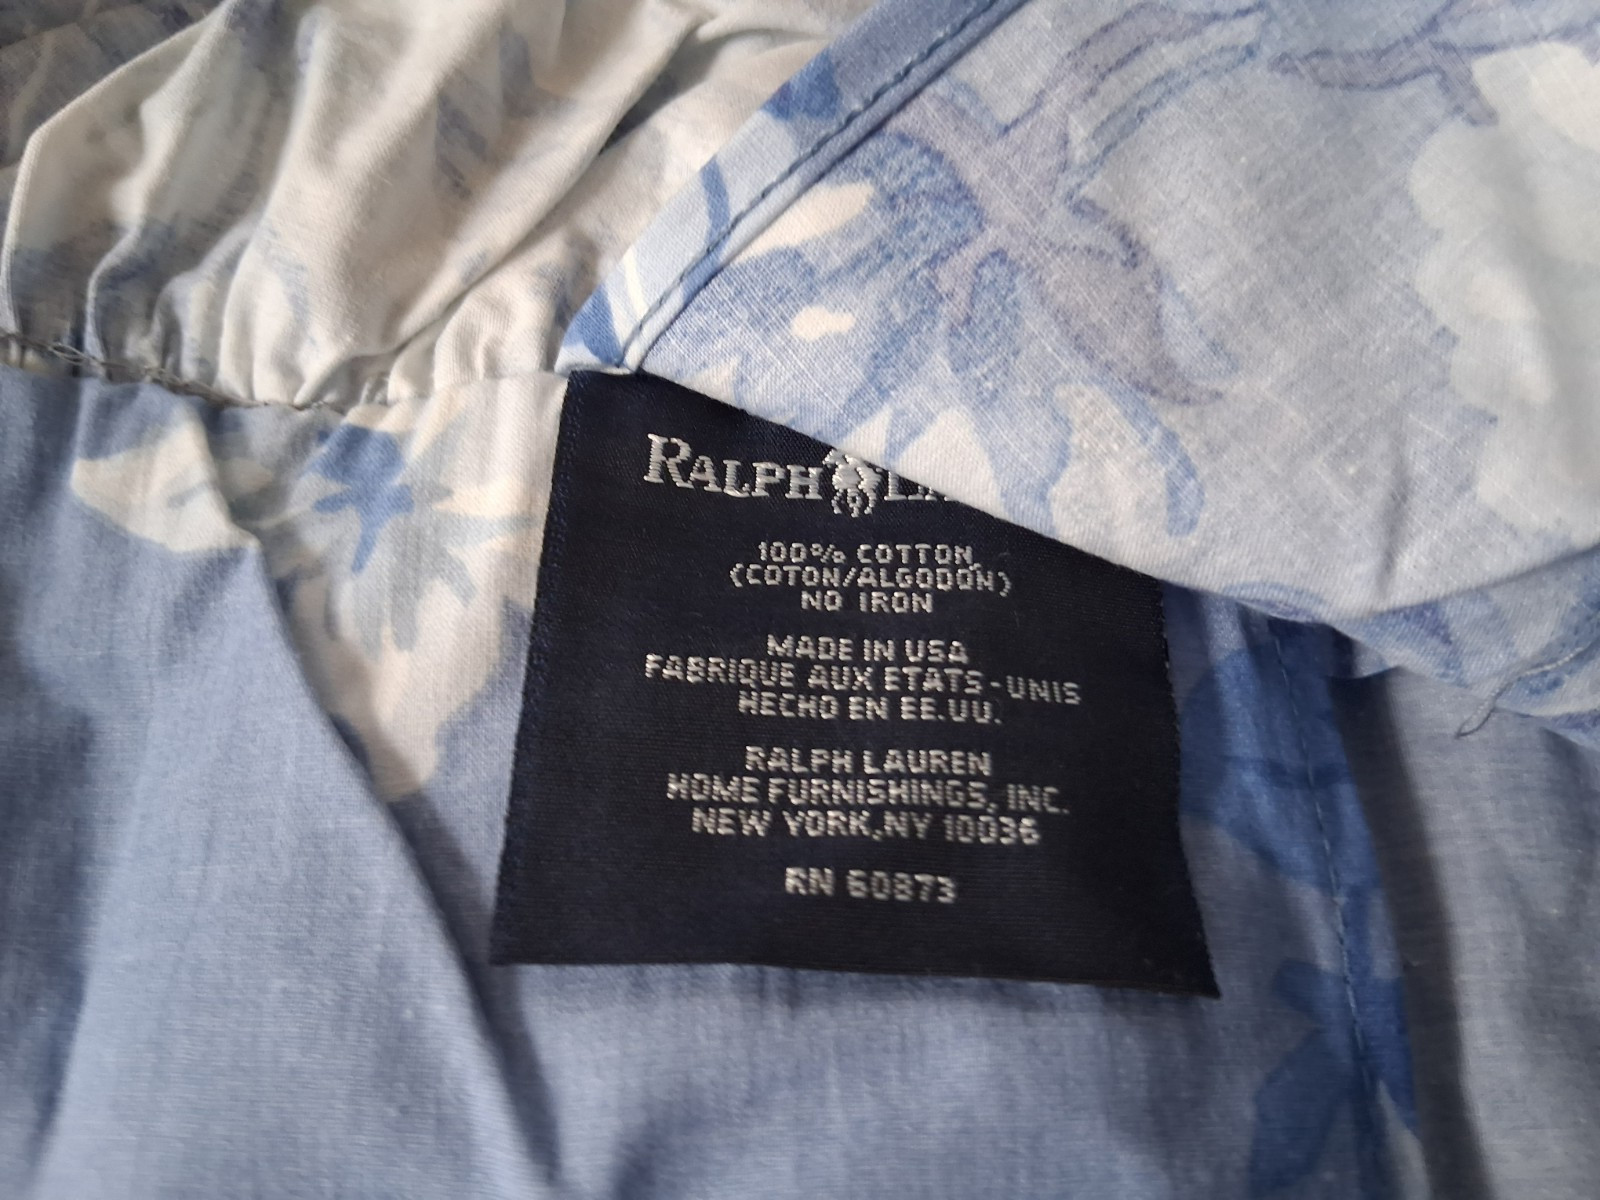 RALPH
100% COTTON
(COTON/ALGODON)
NO IRON
MADE IN USA
FABRIQUE AUX ETATS-UNIS
HECHO EN EE.UU.
RALPH LAUREN
HOME FURNISHINGS, INC.
NEW YORK,NY 10036
RN 60873